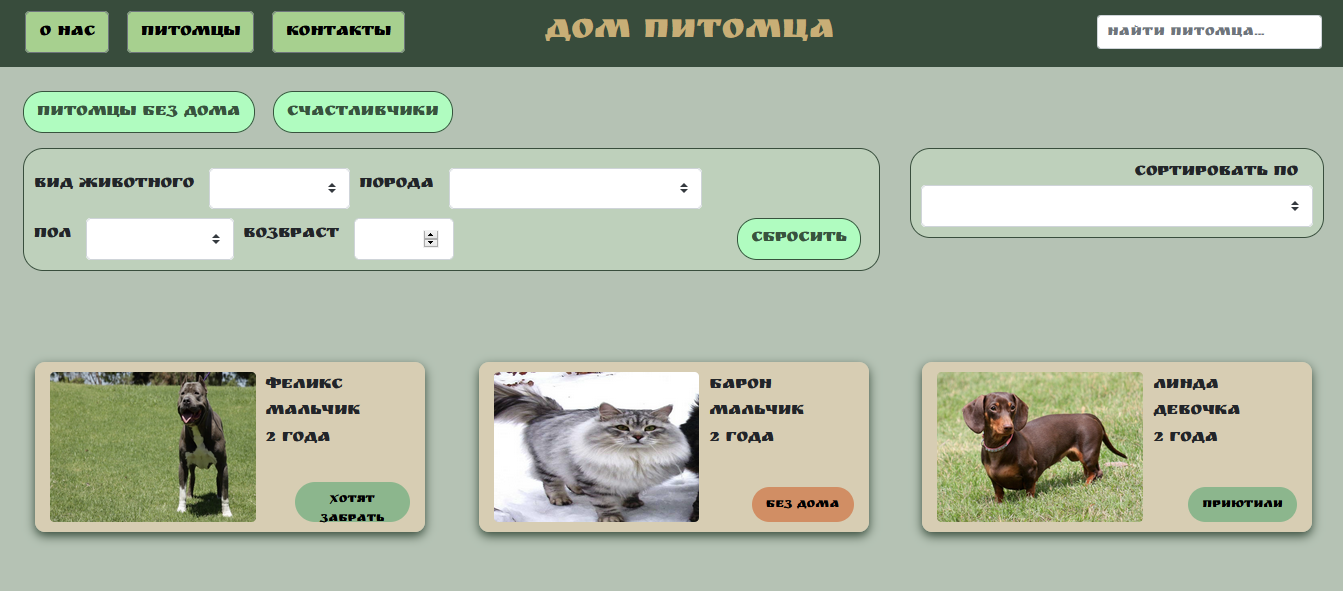 О НАС
ПИТОМЦЫ
КОНТАКТЫ
ДОМ ПИТОМЦА
НАЙТИ ПИТОМЦА...
ПИТОМЦЫ БЕЗ ДОМА
СЧАСТЛИВЧИКИ
ВИД ЖИВОТНОГО
ПОРОДА
ПОЛ
ВОЗВРАСТ
СБРОСИТЬ
СОРТИРОВАТЬ ПО
ФЕЛИКС
МАЛЬЧИК
2 ГОДА
ХОТЯТ
ЗАБРАТЬ
БАРОН
МАЛЬЧИК
2 ГОДА
БЕЗ ДОМА
ЛИНДА
ДЕВОЧКА
2 ГОДА
ПРИЮТИЛИ